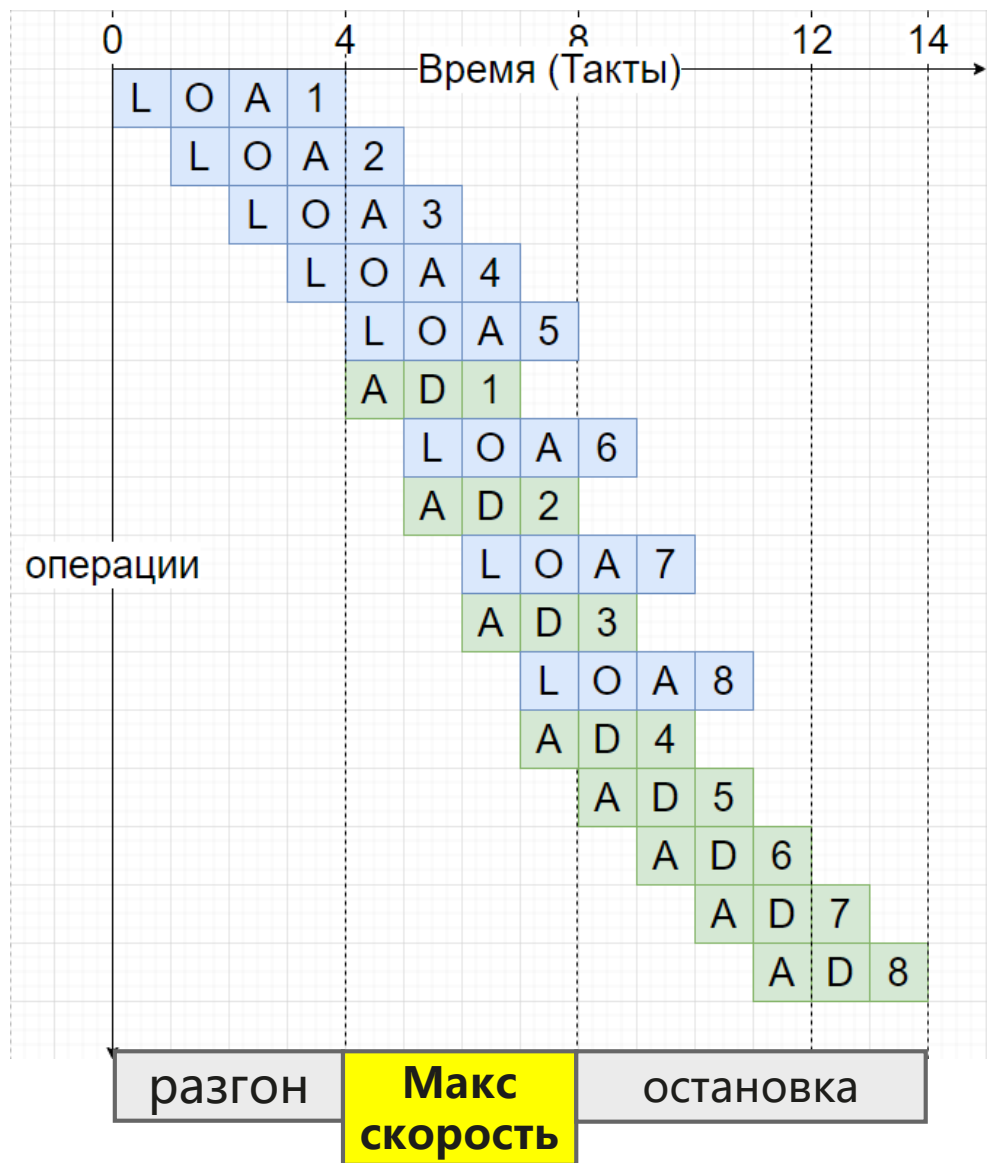 0 4 8 12 14
Время (Такты)
L O A 1
L O A 2
L O A 3
L O A 4
L O A 5
A D 1
L O A 6
A D 2
операции
L O A 7
A D 3
L O A 8
A D 4
A D 5
A D 6
A D 7
A D 8
разгон
Макс
скорость
остановка